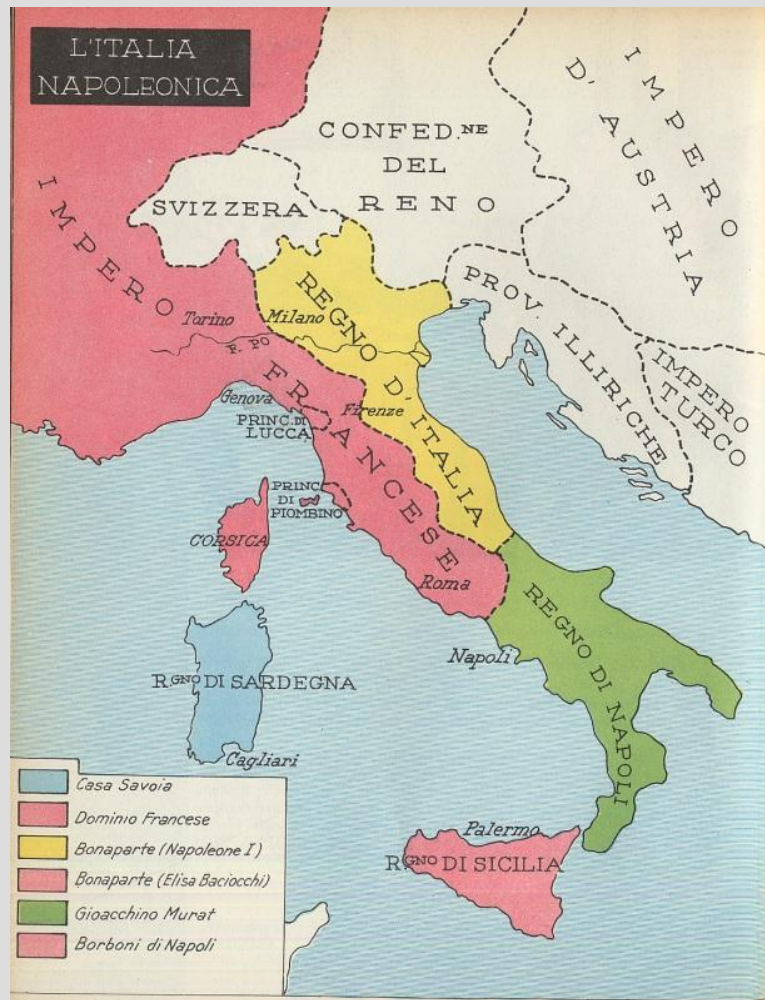 L'ITALIA
NAPOLEONICA
IMPERO
D'AUSTRIA
CONFED.NE
DEL
RENO
SVIZZERA
IMPERO
FRANCESE
REGNO D'ITALIA
PROV. ILLIRICHE
IMPERO
TURCO
Torino
Milano
F. PO
Genova
Firenze
PRINC. DI
LUCCA
PRINC.
DI
PIOMBINO
CORSICA
Roma
REGNO DI NAPOLI
Napoli
R.GNO DI SARDEGNA
Cagliari
Palermo
R.GNO DI SICILIA
Casa Savoia
Dominio Francese
Bonaparte (Napoleone I)
Bonaparte (Elisa Baciocchi)
Gioacchino Murat
Borboni di Napoli